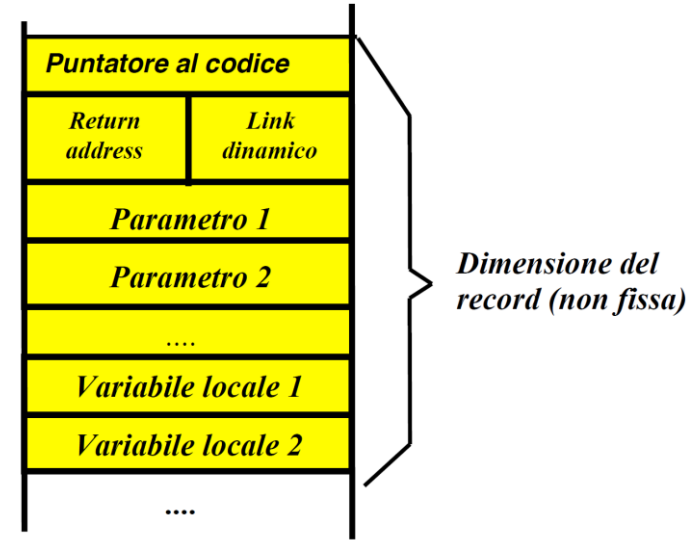 Puntatore al codice
Return
address
Link
dinamico
Parametro 1
Parametro 2
....
Variabile locale 1
Variabile locale 2
....
Dimensione del
record (non fissa)